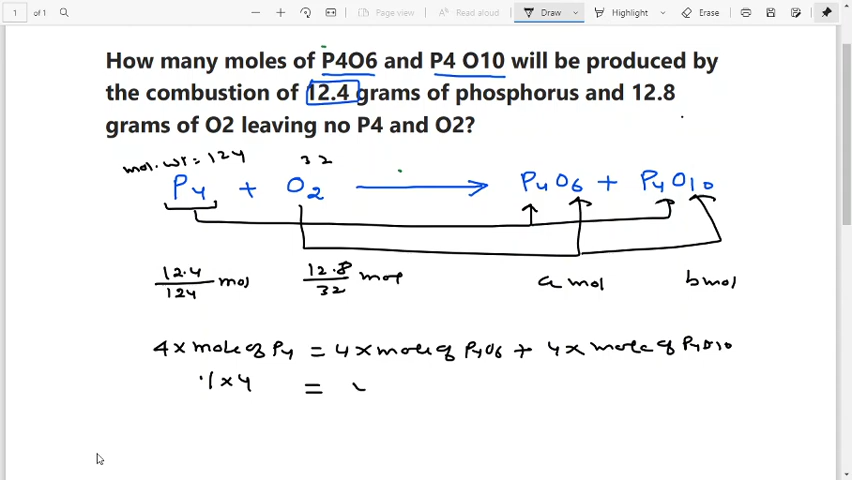 1 of 1 Page view Read aloud Draw Highlight Erase
How many moles of P4O6 and P4 O10 will be produced by
the combustion of 12.4 grams of phosphorus and 12.8
grams of O2 leaving no P4 and O2?
mol. wt = 124 32
P4 + O2 → P4O6 + P4O10
12.4/124 mol 12.8/32 mol a mol b mol
4 x mole of P4 = 4 x mole of P4O6 + 4 x mole of P4O10
.1 x 4 =